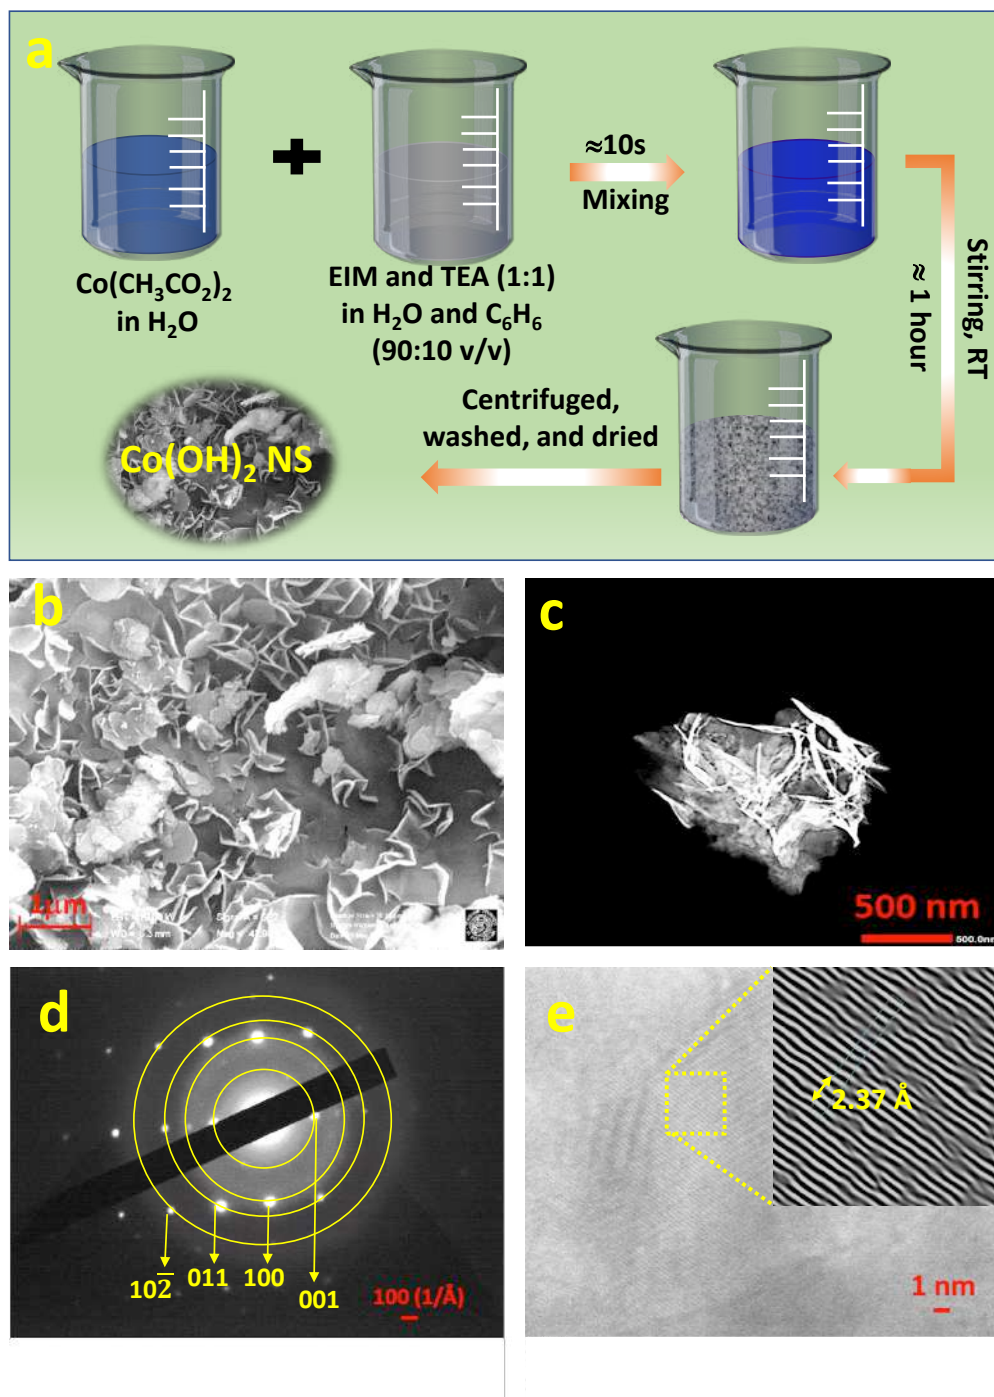 a
≈10s
Mixing
Co(CH₃CO₂)₂
in H₂O
EIM and TEA (1:1)
in H₂O and C₆H₆
(90:10 v/v)
Stirring, RT
≈ 1 hour
Centrifuged,
washed, and dried
Co(OH)₂ NS
b
1μm
c
500 nm
500.0nm
d
102̅
011
100
001
100 (1/Å)
e
2.37 Å
1 nm